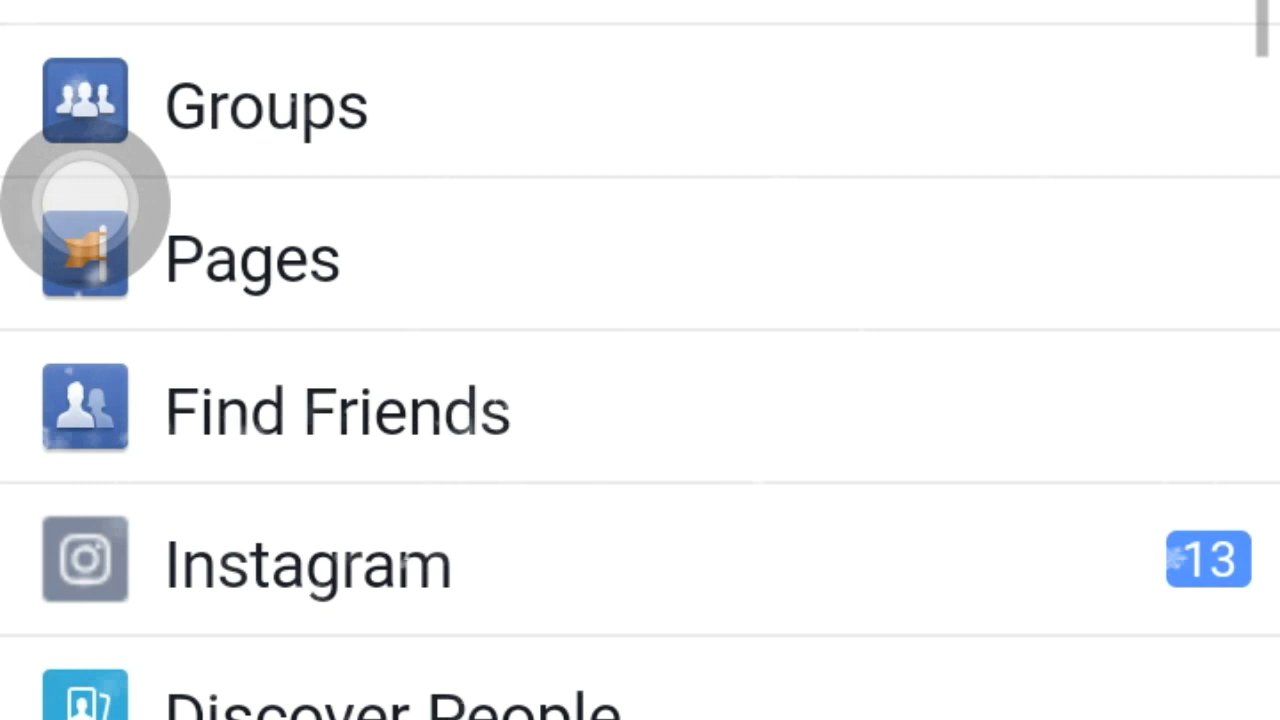 Groups
Pages
Find Friends
Instagram
13
Discover People